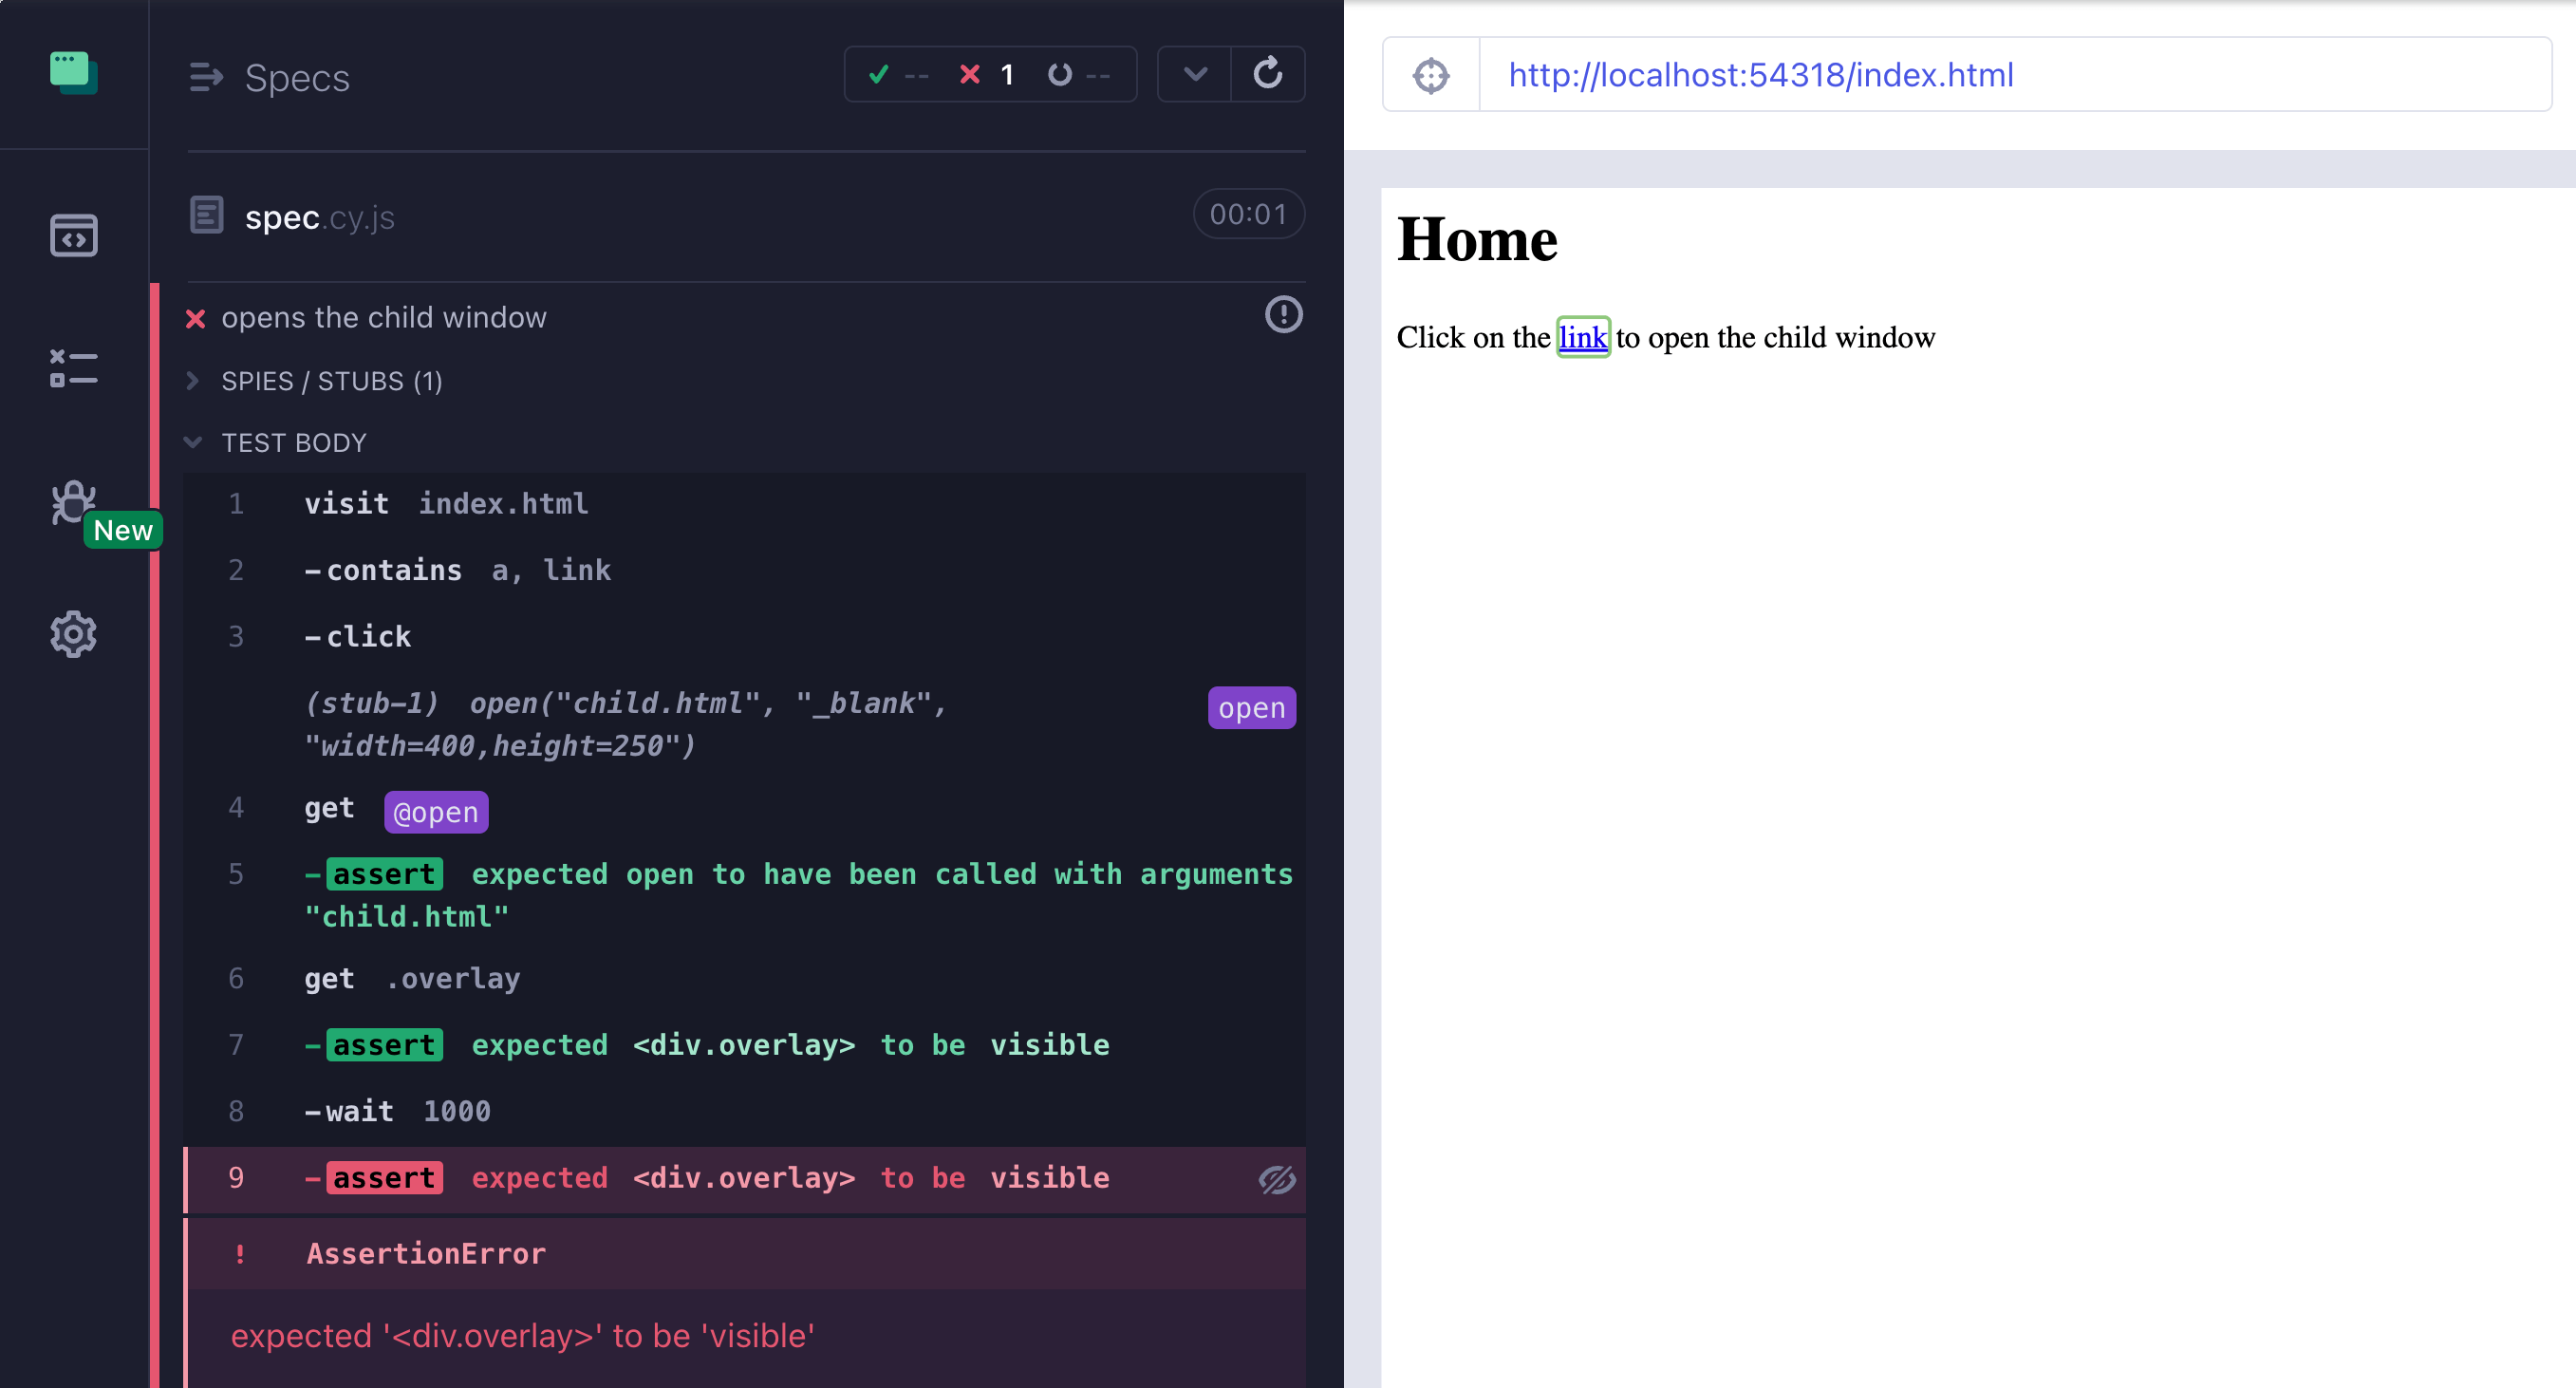 Specs
-- 1 --
http://localhost:54318/index.html
spec.cy.js
00:01
opens the child window
SPIES / STUBS (1)
TEST BODY
1 visit index.html
2 -contains a, link
3 -click
(stub-1) open("child.html", "_blank", open
"width=400,height=250")
4 get @open
5 -assert expected open to have been called with arguments
"child.html"
6 get .overlay
7 -assert expected <div.overlay> to be visible
8 -wait 1000
9 -assert expected <div.overlay> to be visible
! AssertionError
expected '<div.overlay>' to be 'visible'
New
Home
Click on the link to open the child window